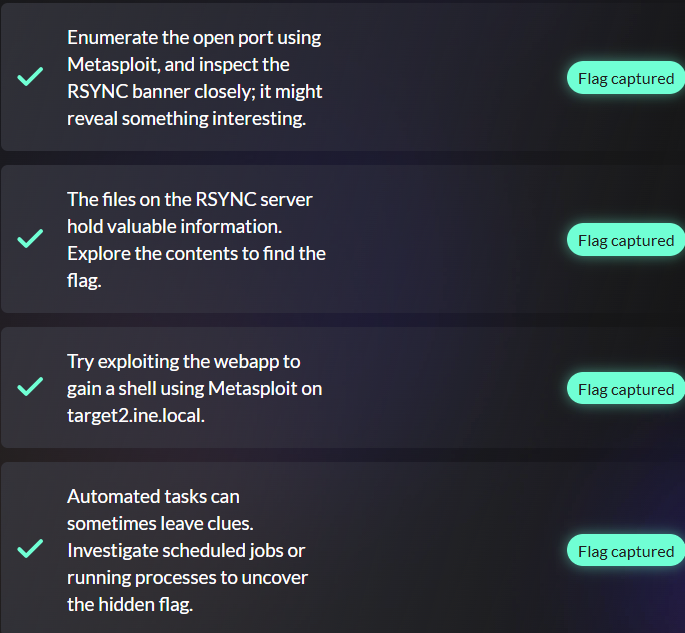 Enumerate the open port using
Metasploit, and inspect the
RSYNC banner closely; it might
reveal something interesting.
Flag captured
The files on the RSYNC server
hold valuable information.
Explore the contents to find the
flag.
Flag captured
Try exploiting the webapp to
gain a shell using Metasploit on
target2.ine.local.
Flag captured
Automated tasks can
sometimes leave clues.
Investigate scheduled jobs or
running processes to uncover
the hidden flag.
Flag captured